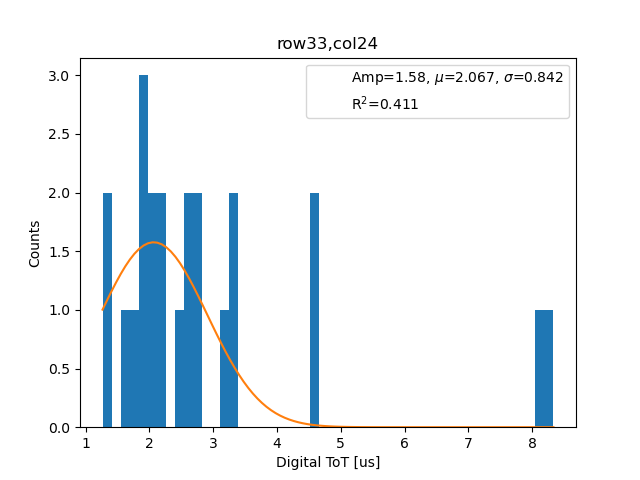 row33,col24
Amp=1.58, μ=2.067, σ=0.842
R²=0.411
3.0
2.5
2.0
1.5
1.0
0.5
0.0
Counts
1 2 3 4 5 6 7 8
Digital ToT [us]